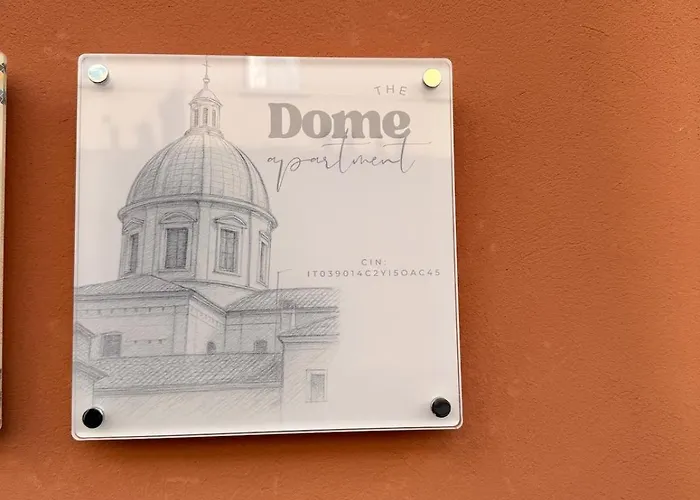 THE
Dome
apartment
CIN:
IT039014C2YI5OAC45